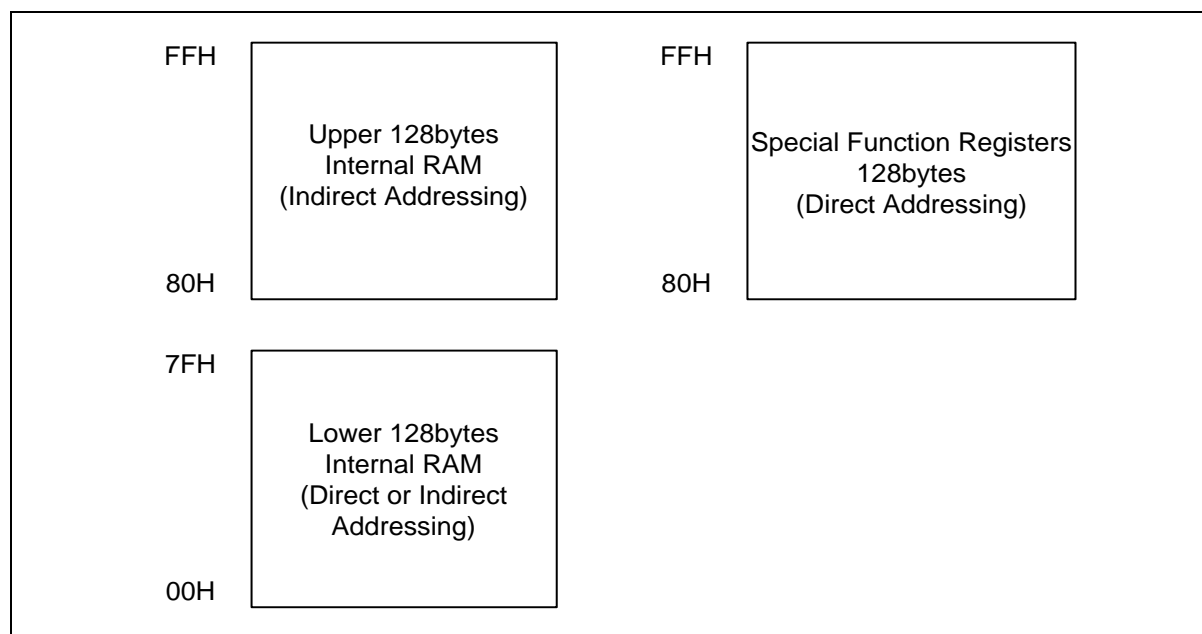 FFH
Upper 128bytes
Internal RAM
(Indirect Addressing)
80H
FFH
Special Function Registers
128bytes
(Direct Addressing)
80H
7FH
Lower 128bytes
Internal RAM
(Direct or Indirect
Addressing)
00H